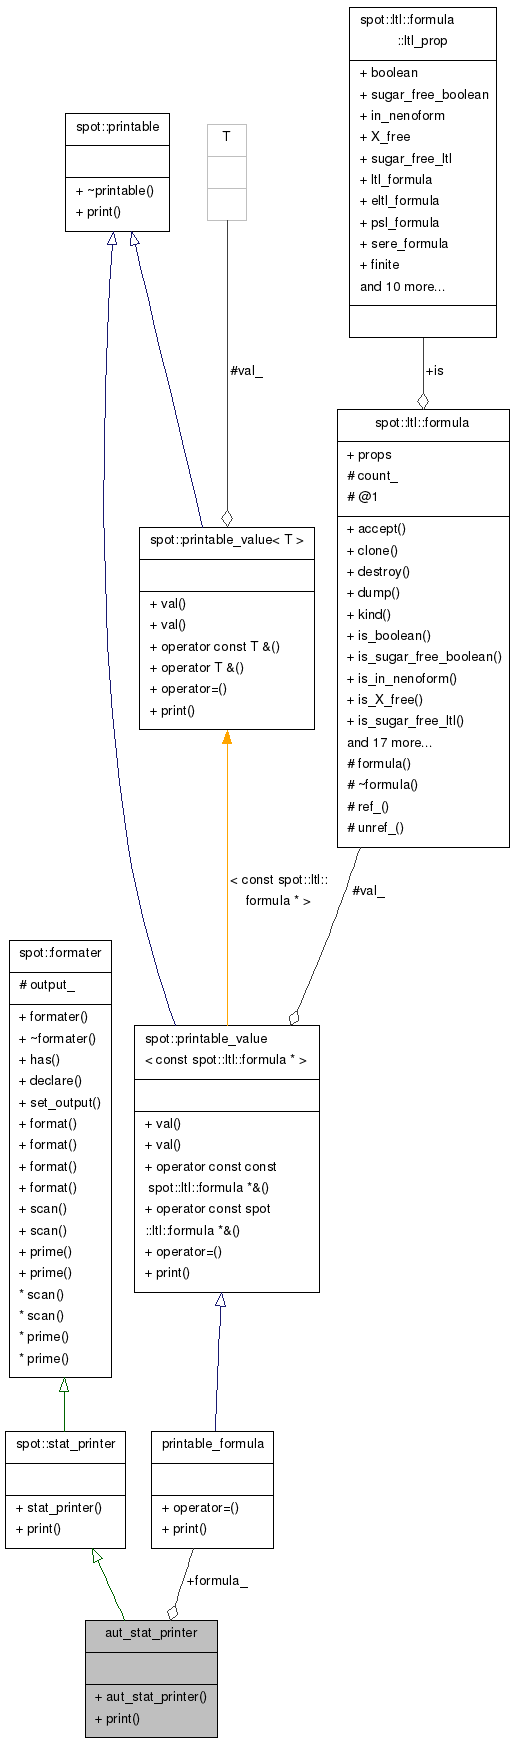 spot::ltl::formula
::ltl_prop
+ boolean
+ sugar_free_boolean
+ in_nenoform
+ X_free
+ sugar_free_ltl
+ ltl_formula
+ eltl_formula
+ psl_formula
+ sere_formula
+ finite
and 10 more...
spot::printable
+ ~printable()
+ print()
T
#val_
+is
spot::ltl::formula
+ props
# count_
# @1
+ accept()
+ clone()
+ destroy()
+ dump()
+ kind()
+ is_boolean()
+ is_sugar_free_boolean()
+ is_in_nenoform()
+ is_X_free()
+ is_sugar_free_ltl()
and 17 more...
# formula()
# ~formula()
# ref_()
# unref_()
spot::printable_value< T >
+ val()
+ val()
+ operator const T &()
+ operator T &()
+ operator=()
+ print()
< const spot::ltl::
formula * >
#val_
spot::formater
# output_
+ formater()
+ ~formater()
+ has()
+ declare()
+ set_output()
+ format()
+ format()
+ format()
+ format()
+ scan()
+ scan()
+ prime()
+ prime()
* scan()
* scan()
* prime()
* prime()
spot::printable_value
< const spot::ltl::formula * >
+ val()
+ val()
+ operator const const
spot::ltl::formula *&()
+ operator const spot
::ltl::formula *&()
+ operator=()
+ print()
spot::stat_printer
+ stat_printer()
+ print()
printable_formula
+ operator=()
+ print()
+formula_
aut_stat_printer
+ aut_stat_printer()
+ print()